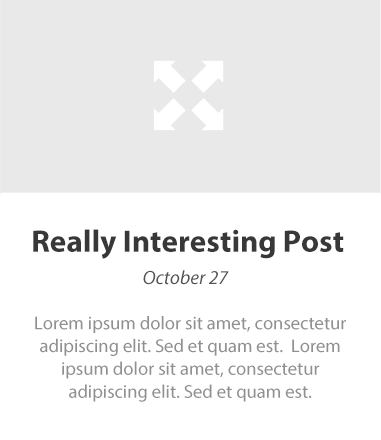 Really Interesting Post
October 27
Lorem ipsum dolor sit amet, consectetur
adipiscing elit. Sed et quam est.  Lorem
ipsum dolor sit amet, consectetur
adipiscing elit. Sed et quam est.